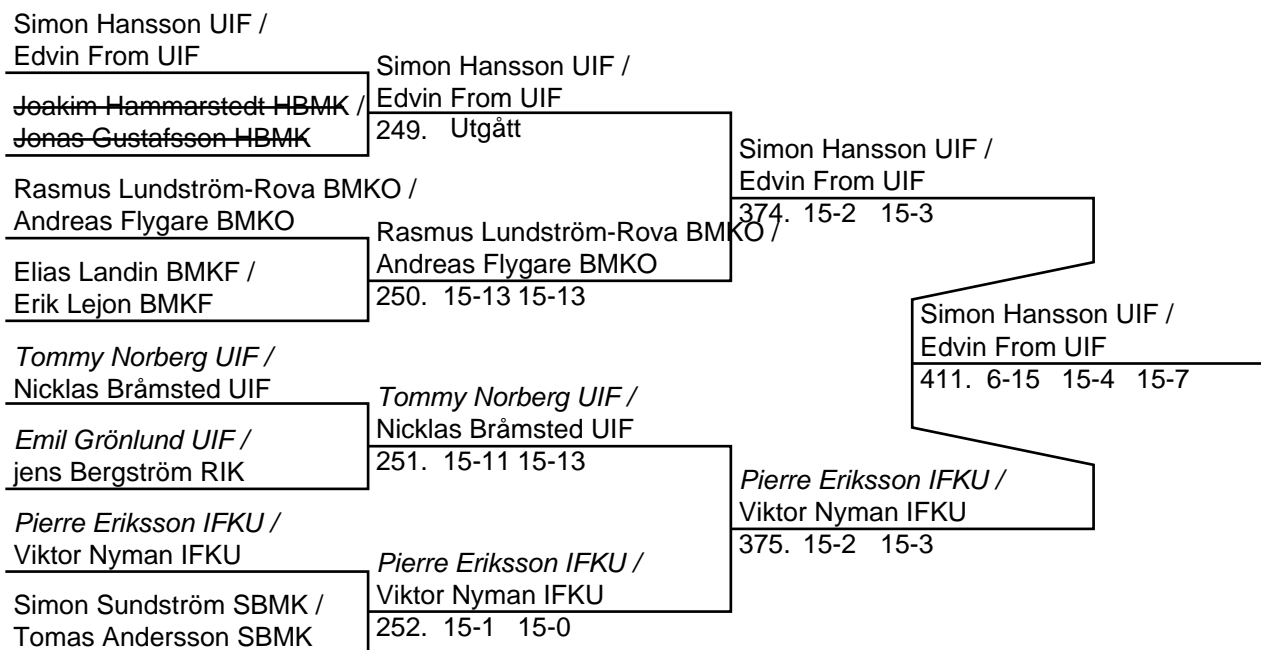 Simon Hansson UIF /
Edvin From UIF
Joakim Hammarstedt HBMK /
Jonas Gustafsson HBMK
Rasmus Lundström-Rova BMKO /
Andreas Flygare BMKO
Elias Landin BMKF /
Erik Lejon BMKF
Tommy Norberg UIF /
Nicklas Bråmsted UIF
Emil Grönlund UIF /
jens Bergström RIK
Pierre Eriksson IFKU /
Viktor Nyman IFKU
Simon Sundström SBMK /
Tomas Andersson SBMK
Simon Hansson UIF /
Edvin From UIF
249. Utgått
Rasmus Lundström-Rova BMKO /
Andreas Flygare BMKO
250. 15-13 15-13
Tommy Norberg UIF /
Nicklas Bråmsted UIF
251. 15-11 15-13
Pierre Eriksson IFKU /
Viktor Nyman IFKU
252. 15-1 15-0
Simon Hansson UIF /
Edvin From UIF
374. 15-2 15-3
Pierre Eriksson IFKU /
Viktor Nyman IFKU
375. 15-2 15-3
Simon Hansson UIF /
Edvin From UIF
411. 6-15 15-4 15-7